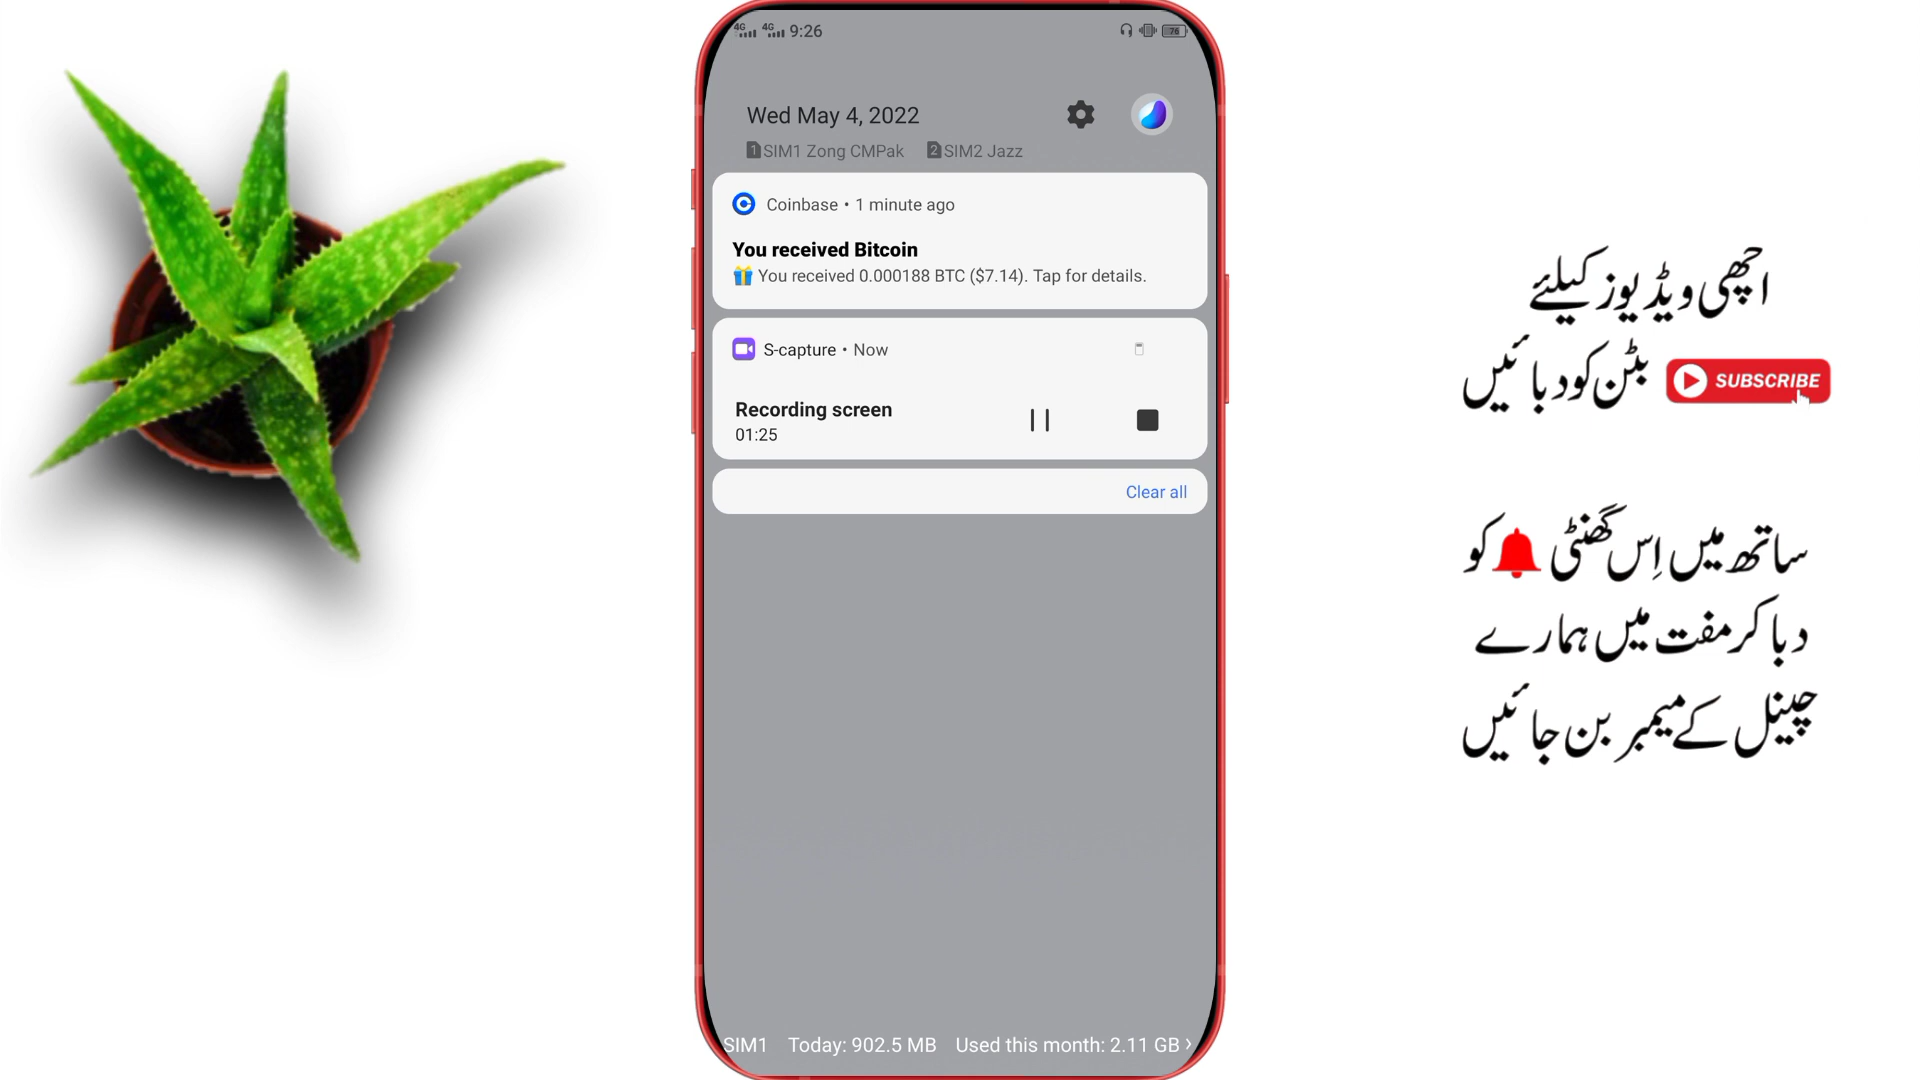 4G 4G 9:26
76
Wed May 4, 2022
1 SIM1 Zong CMPak 2 SIM2 Jazz
Coinbase • 1 minute ago
You received Bitcoin
You received 0.000188 BTC ($7.14). Tap for details.
S-capture • Now
Recording screen
01:25
Clear all
SIM1 Today: 902.5 MB Used this month: 2.11 GB ›
اچھی ویڈیوز کیلئے
بٹن کو دبائیں SUBSCRIBE
ساتھ میں اِس گھنٹی کو
دبا کر مفت میں ہمارے
چینل کے میمبر بن جائیں